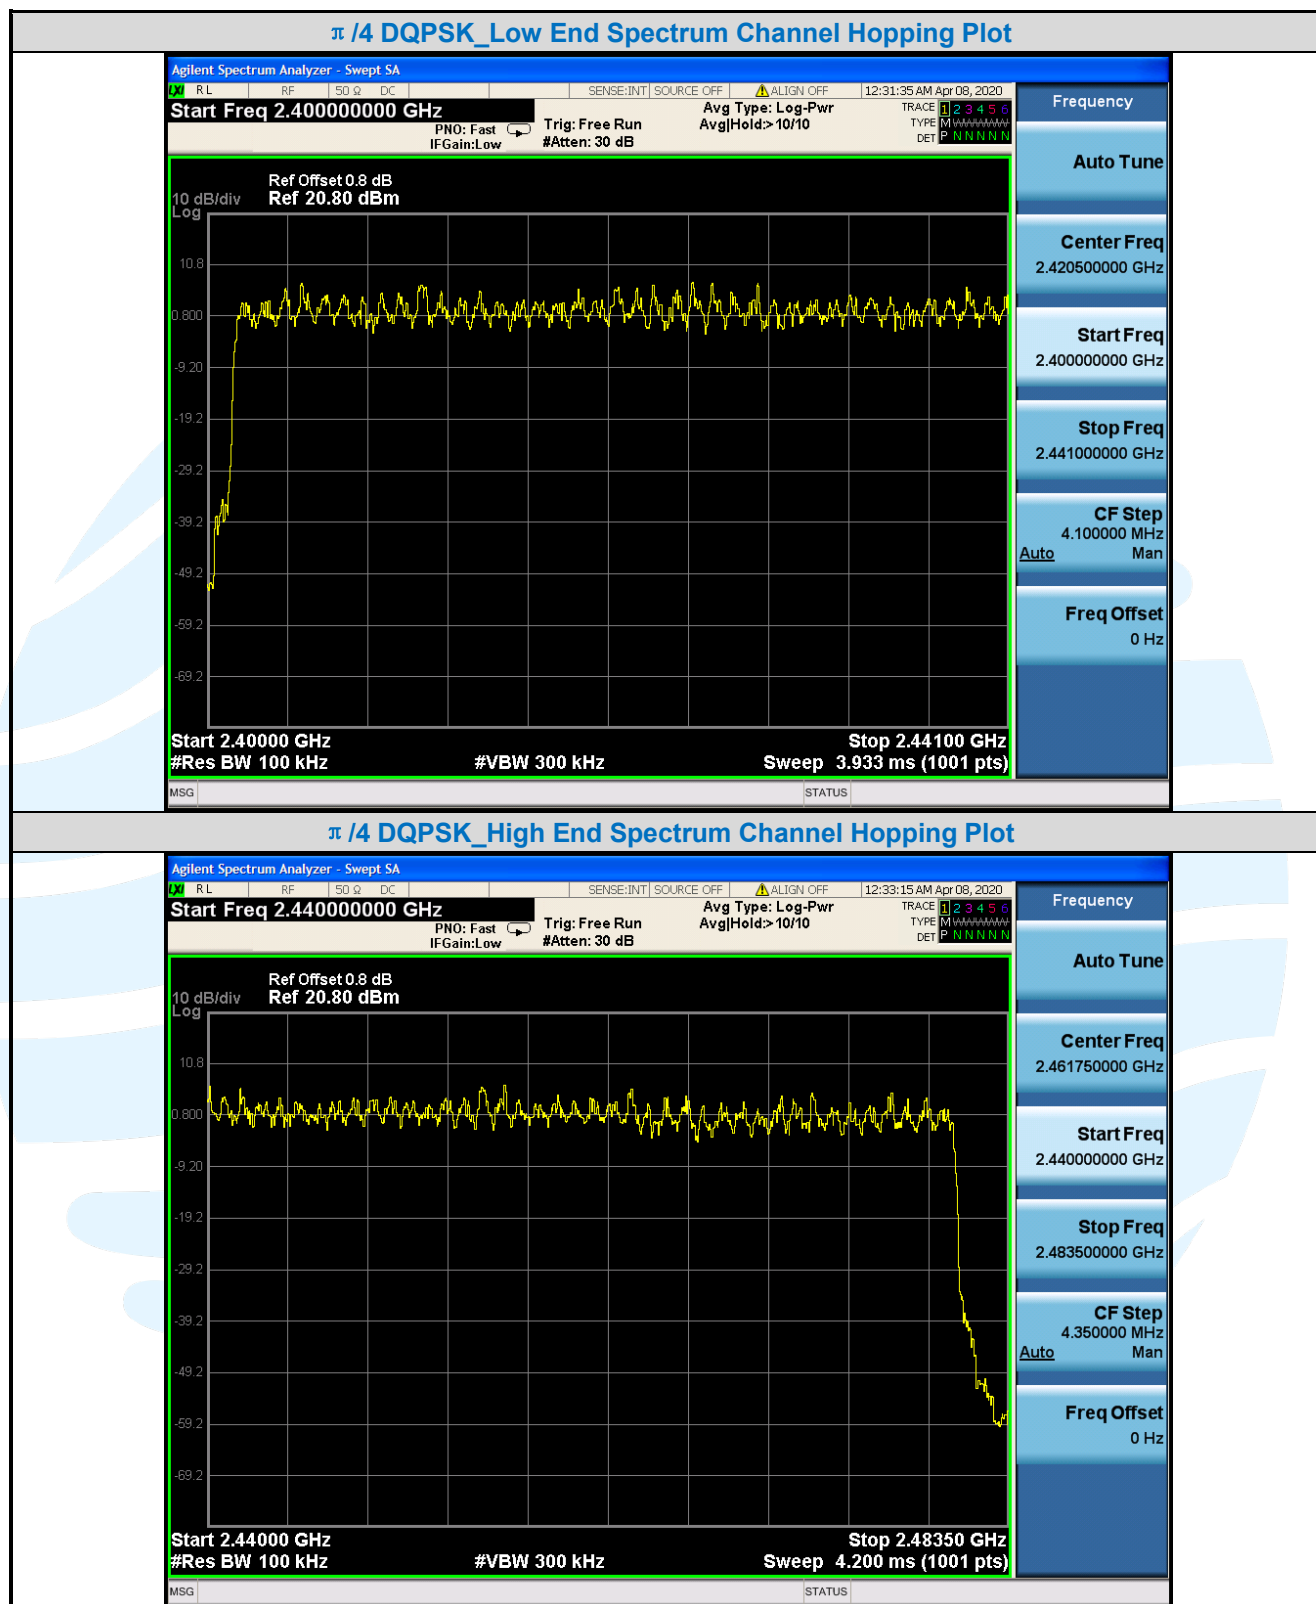 π /4 DQPSK_Low End Spectrum Channel Hopping Plot
Agilent Spectrum Analyzer - Swept SA
LXI RL RF 50 Ω DC SENSE:INT SOURCE OFF ALIGN OFF 12:31:35 AM Apr 08, 2020
Start Freq 2.400000000 GHz
PNO: Fast
IFGain:Low
Trig: Free Run
#Atten: 30 dB
Avg Type: Log-Pwr
Avg|Hold:> 10/10
TRACE 1 2 3 4 5 6
TYPE M
DET P N N N N N
Ref Offset 0.8 dB
10 dB/div Ref 20.80 dBm
Log
10.8
0.800
-9.20
-19.2
-29.2
-39.2
-49.2
-59.2
-69.2
Start 2.40000 GHz Stop 2.44100 GHz
#Res BW 100 kHz #VBW 300 kHz Sweep 3.933 ms (1001 pts)
MSG STATUS
Frequency
Auto Tune
Center Freq
2.420500000 GHz
Start Freq
2.400000000 GHz
Stop Freq
2.441000000 GHz
CF Step
4.100000 MHz
Auto Man
Freq Offset
0 Hz
π /4 DQPSK_High End Spectrum Channel Hopping Plot
Agilent Spectrum Analyzer - Swept SA
LXI RL RF 50 Ω DC SENSE:INT SOURCE OFF ALIGN OFF 12:33:15 AM Apr 08, 2020
Start Freq 2.440000000 GHz
PNO: Fast
IFGain:Low
Trig: Free Run
#Atten: 30 dB
Avg Type: Log-Pwr
Avg|Hold:> 10/10
TRACE 1 2 3 4 5 6
TYPE M
DET P N N N N N
Ref Offset 0.8 dB
10 dB/div Ref 20.80 dBm
Log
10.8
0.800
-9.20
-19.2
-29.2
-39.2
-49.2
-59.2
-69.2
Start 2.44000 GHz Stop 2.48350 GHz
#Res BW 100 kHz #VBW 300 kHz Sweep 4.200 ms (1001 pts)
MSG STATUS
Frequency
Auto Tune
Center Freq
2.461750000 GHz
Start Freq
2.440000000 GHz
Stop Freq
2.483500000 GHz
CF Step
4.350000 MHz
Auto Man
Freq Offset
0 Hz